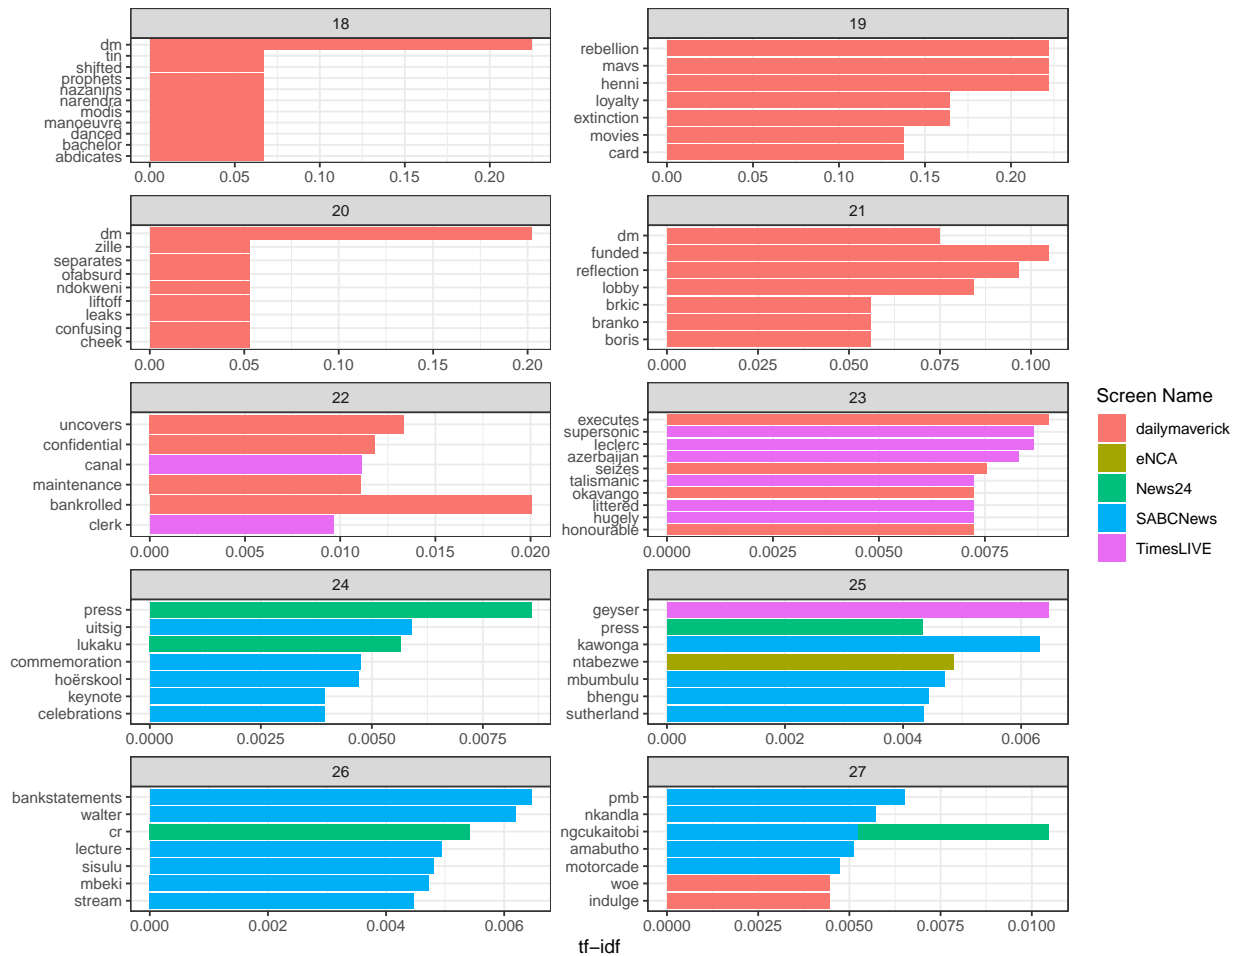 18
dm
tin
shifted
prophets
nazanins
narendra
modis
manoeuvre
danced
bachelor
abdicates
0.00 0.05 0.10 0.15 0.20
19
rebellion
mavs
henni
loyalty
extinction
movies
card
0.00 0.05 0.10 0.15 0.20
20
dm
zille
separates
ofabsurd
ndokweni
liftoff
leaks
confusing
cheek
0.00 0.05 0.10 0.15 0.20
21
dm
funded
reflection
lobby
brkic
branko
boris
0.000 0.025 0.050 0.075 0.100
22
uncovers
confidential
canal
maintenance
bankrolled
clerk
0.000 0.005 0.010 0.015 0.020
23
executes
supersonic
leclerc
azerbaijan
seizes
talismanic
okavango
littered
hugely
honourable
0.0000 0.0025 0.0050 0.0075
24
press
uitsig
lukaku
commemoration
hoërskool
keynote
celebrations
0.0000 0.0025 0.0050 0.0075
25
geyser
press
kawonga
ntabezwe
mbumbulu
bhengu
sutherland
0.000 0.002 0.004 0.006
26
bankstatements
walter
cr
lecture
sisulu
mbeki
stream
0.000 0.002 0.004 0.006
27
pmb
nkandla
ngcukaitobi
amabutho
motorcade
woe
indulge
0.0000 0.0025 0.0050 0.0075 0.0100
tf−idf
Screen Name
dailymaverick
eNCA
News24
SABCNews
TimesLIVE